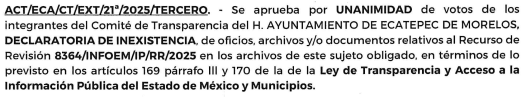 ACT/ECA/CT/EXT/21°/2025/TERCERO. - Se aprueba por UNANIMIDAD de votos de los
integrantes del Comité de Transparencia del H. AYUNTAMIENTO DE ECATEPEC DE MORELOS,
DECLARATORIA DE INEXISTENCIA, de oficios, archivos y/o documentos relativos al Recurso de
Revisión 8364/INFOEM/IP/RR/2025 en los archivos de este sujeto obligado, en términos de lo
previsto en los artículos 169 párrafo III y 170 de la de la Ley de Transparencia y Acceso a la
Información Pública del Estado de México y Municipios.